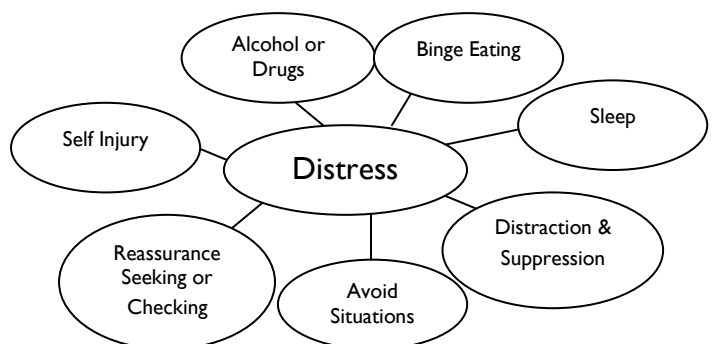 Alcohol or
Drugs
Binge Eating
Sleep
Self Injury
Distress
Distraction &
Suppression
Reassurance
Seeking or
Checking
Avoid
Situations